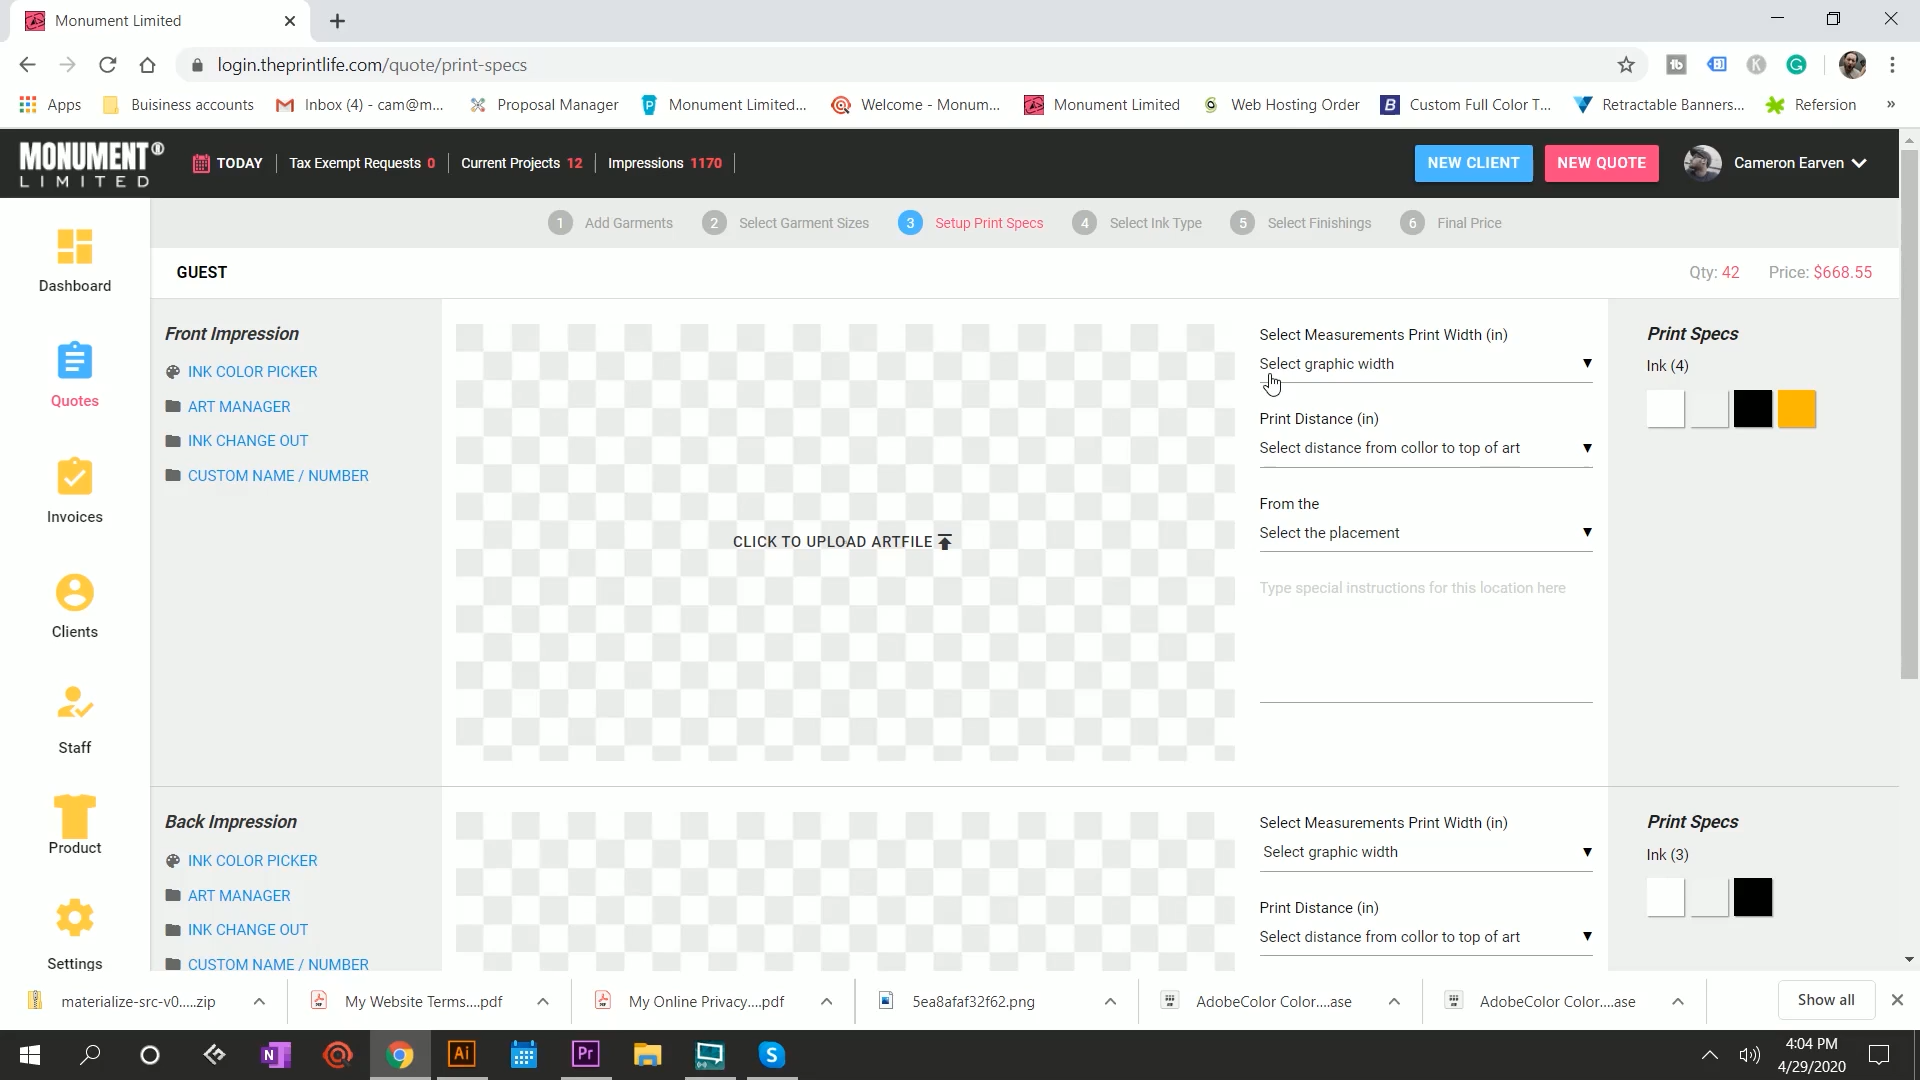 Monument Limited
login.theprintlife.com/quote/print-specs
Apps Buisiness accounts Inbox (4) - cam@m... Proposal Manager Monument Limited... Welcome - Monum... Monument Limited Web Hosting Order Custom Full Color T... Retractable Banners... Refersion »
MONUMENT®
LIMITED
TODAY Tax Exempt Requests 0 Current Projects 12 Impressions 1170
NEW CLIENT NEW QUOTE Cameron Earven
1 Add Garments 2 Select Garment Sizes 3 Setup Print Specs 4 Select Ink Type 5 Select Finishings 6 Final Price
GUEST
Qty: 42 Price: $668.55
Dashboard
Quotes
Invoices
Clients
Staff
Product
Settings
Front Impression
INK COLOR PICKER
ART MANAGER
INK CHANGE OUT
CUSTOM NAME / NUMBER
CLICK TO UPLOAD ARTFILE
Select Measurements Print Width (in)
Select graphic width
Print Distance (in)
Select distance from collor to top of art
From the
Select the placement
Type special instructions for this location here
Print Specs
Ink (4)
Back Impression
INK COLOR PICKER
ART MANAGER
INK CHANGE OUT
CUSTOM NAME / NUMBER
Select Measurements Print Width (in)
Select graphic width
Print Distance (in)
Select distance from collor to top of art
Print Specs
Ink (3)
materialize-src-v0.....zip My Website Terms....pdf My Online Privacy....pdf 5ea8afaf32f62.png AdobeColor Color....ase AdobeColor Color....ase Show all
N Ai Pr S
4:04 PM
4/29/2020